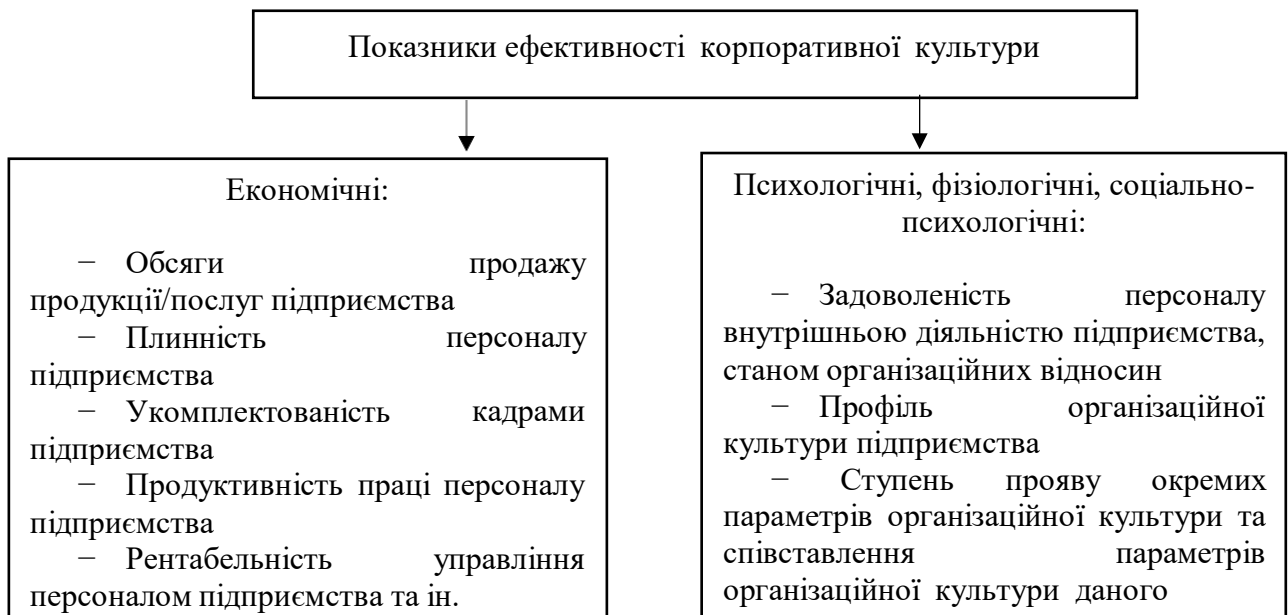 Показники ефективності корпоративної культури
Економічні:
− Обсяги продажу
продукції/послуг підприємства
− Плинність персоналу
підприємства
− Укомплектованість кадрами
підприємства
− Продуктивність праці персоналу
підприємства
− Рентабельність управління
персоналом підприємства та ін.
Психологічні, фізіологічні, соціально-
психологічні:
− Задоволеність персоналу
внутрішньою діяльністю підприємства,
станом організаційних відносин
− Профіль організаційної
культури підприємства
− Ступень прояву окремих
параметрів організаційної культури та
співставлення параметрів
організаційної культури даного